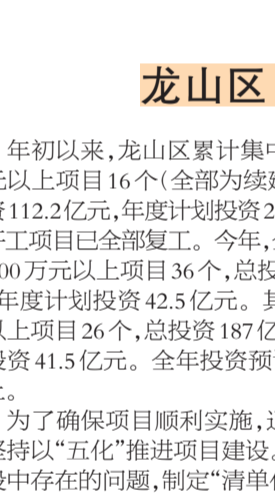 龙山区
年初以来,龙山区累计集中
元以上项目16个(全部为续建
资112.2亿元,年度计划投资2
开工项目已全部复工。今年,
00万元以上项目36个,总投
年度计划投资42.5亿元。其
以上项目26个,总投资187亿
投资41.5亿元。全年投资预
上。
为了确保项目顺利实施,
坚持以“五化”推进项目建设。
设中存在的问题,制定“清单